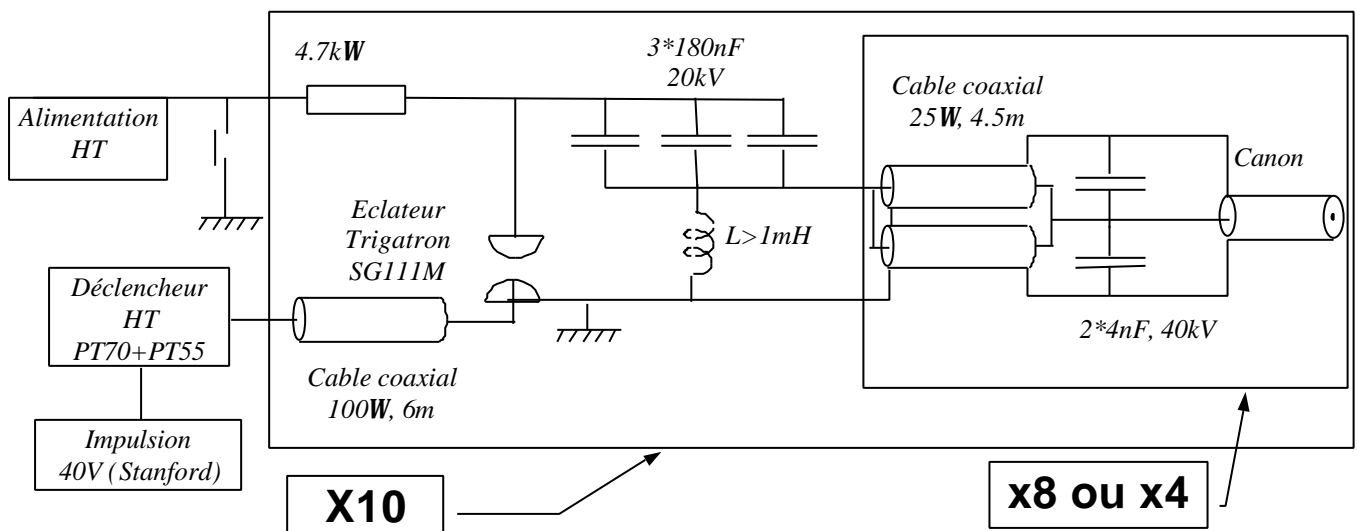 4.7kW
3*180nF
20kV
Cable coaxial
25W, 4.5m
Alimentation
HT
Canon
Eclateur
Trigatron
SG111M
L>1mH
Déclencheur
HT
PT70+PT55
2*4nF, 40kV
Cable coaxial
100W, 6m
Impulsion
40V (Stanford)
X10
x8 ou x4